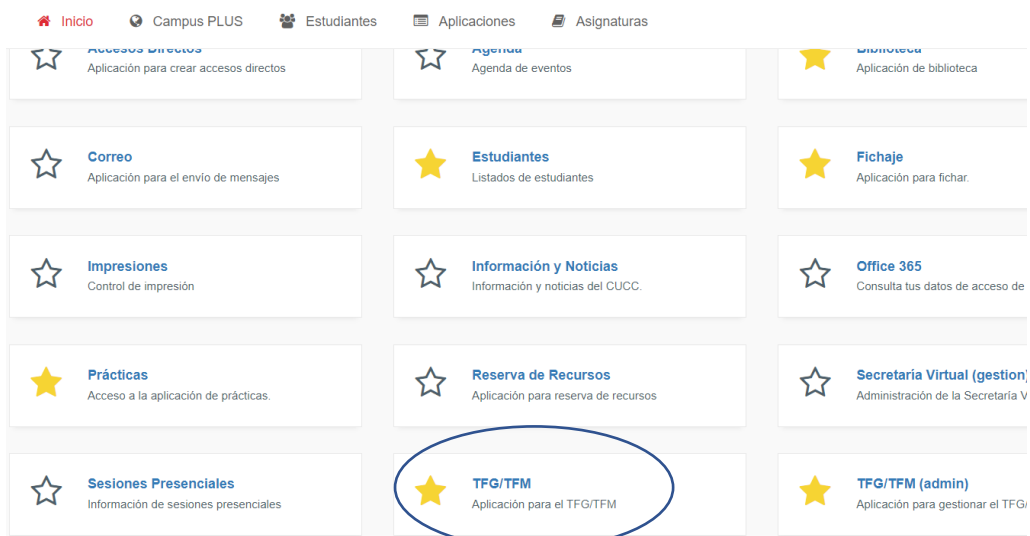 Inicio Campus PLUS Estudiantes Aplicaciones Asignaturas
Accesos Directos Agenda Biblioteca
Aplicación para crear accesos directos Agenda de eventos Aplicación de biblioteca
Correo Estudiantes Fichaje
Aplicación para el envío de mensajes Listados de estudiantes Aplicación para fichar.
Impresiones Información y Noticias Office 365
Control de impresión Información y noticias del CUCC. Consulta tus datos de acceso de
Prácticas Reserva de Recursos Secretaría Virtual (gestion)
Acceso a la aplicación de prácticas. Aplicación para reserva de recursos Administración de la Secretaría V
Sesiones Presenciales TFG/TFM TFG/TFM (admin)
Información de sesiones presenciales Aplicación para el TFG/TFM Aplicación para gestionar el TFG/